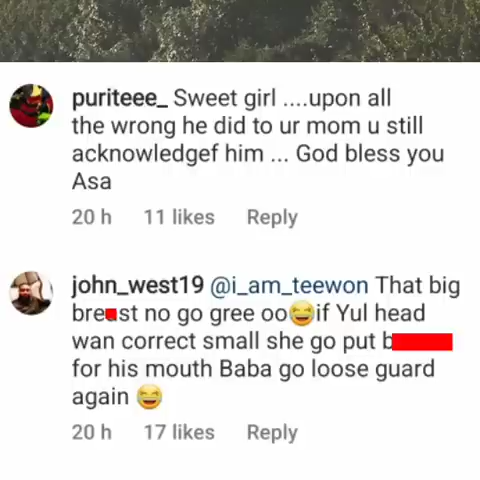 puriteee_ Sweet girl ....upon all
the wrong he did to ur mom u still
acknowledgef him ... God bless you
Asa
20 h 11 likes Reply
john_west19 @i_am_teewon That big
bre st no go gree oo😂if Yul head
wan correct small she go put b
for his mouth Baba go loose guard
again 😂
20 h 17 likes Reply